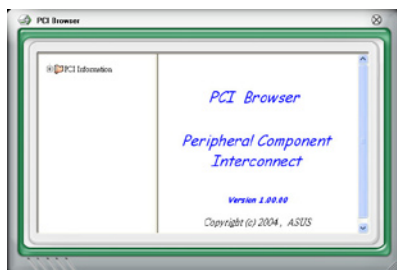 PCI Browser
PCI Information
PCI Browser
Peripheral Component
Interconnect
Version 1.00.00
Copyright (c) 2004, ASUS